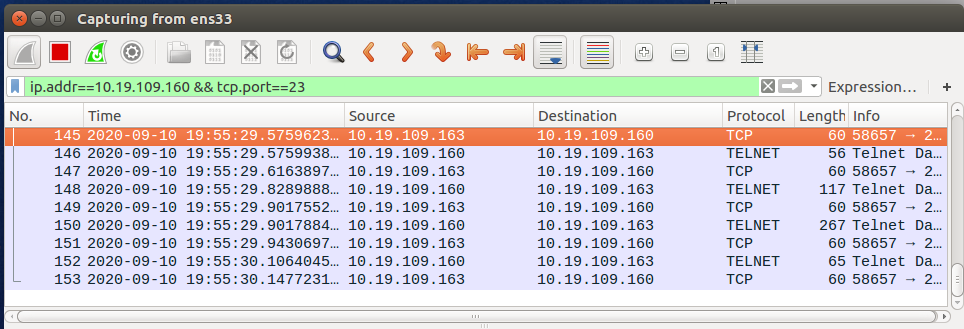 Capturing from ens33
ip.addr==10.19.109.160 && tcp.port==23 Expression… +
No. Time Source Destination Protocol Length Info
145 2020-09-10 19:55:29.5759623… 10.19.109.163 10.19.109.160 TCP 60 58657 → 2…
146 2020-09-10 19:55:29.5759938… 10.19.109.160 10.19.109.163 TELNET 56 Telnet Da…
147 2020-09-10 19:55:29.6163897… 10.19.109.163 10.19.109.160 TCP 60 58657 → 2…
148 2020-09-10 19:55:29.8289888… 10.19.109.160 10.19.109.163 TELNET 117 Telnet Da…
149 2020-09-10 19:55:29.9017552… 10.19.109.163 10.19.109.160 TCP 60 58657 → 2…
150 2020-09-10 19:55:29.9017884… 10.19.109.160 10.19.109.163 TELNET 267 Telnet Da…
151 2020-09-10 19:55:29.9430697… 10.19.109.163 10.19.109.160 TCP 60 58657 → 2…
152 2020-09-10 19:55:30.1064045… 10.19.109.160 10.19.109.163 TELNET 65 Telnet Da…
153 2020-09-10 19:55:30.1477231… 10.19.109.163 10.19.109.160 TCP 60 58657 → 2…